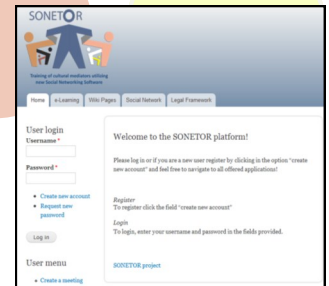 SONETOR
Training of cultural mediators utilising
new Social Networking Software
Home e-Learning Wiki Pages Social Network Legal Framework
User login
Username *
Password *
Create new account
Request new
password
Log in
User menu
Create a meeting
Welcome to the SONETOR platform!
Please log in or if you are a new user register by clicking in the option "create
new account" and feel free to navigate to all offered applications!
Register
To register click the field "create new account"
Login
To login, enter your username and password in the fields provided.
SONETOR project